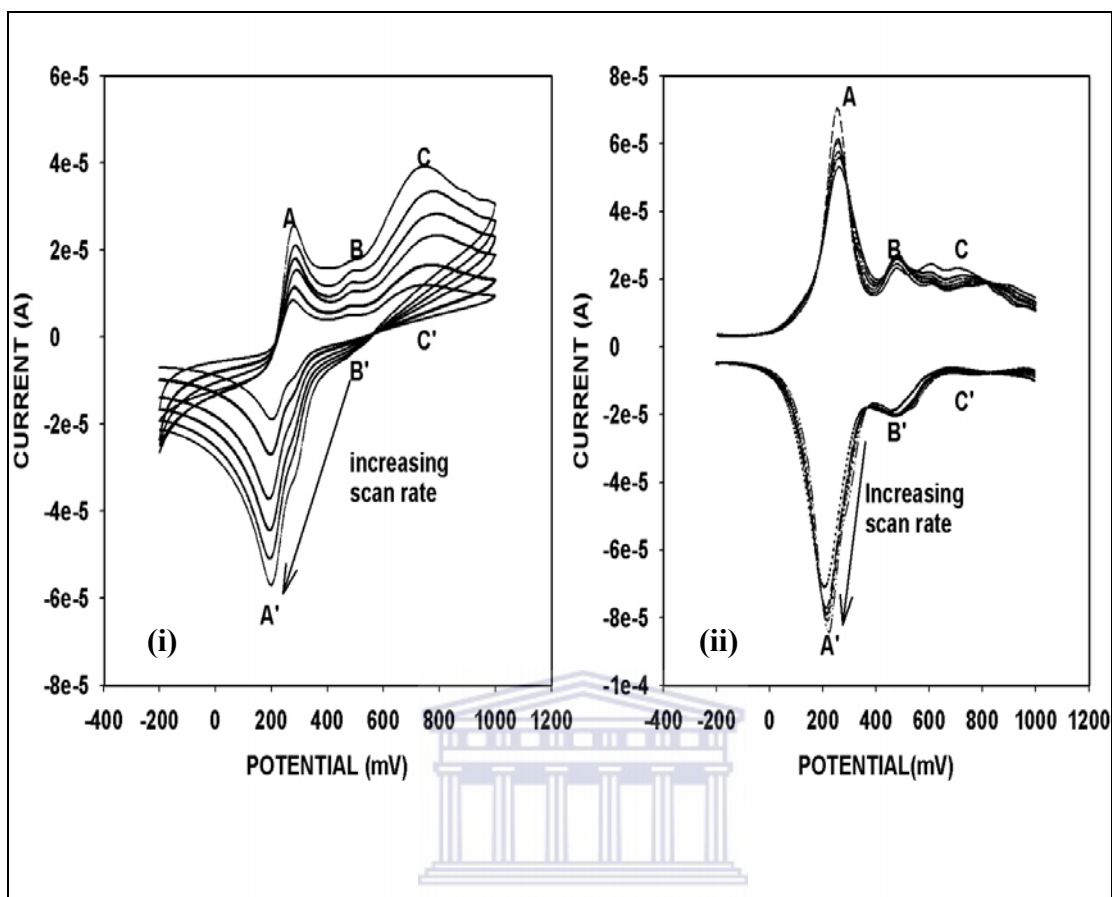 6e-5
4e-5
2e-5
0
-2e-5
-4e-5
-6e-5
-8e-5
CURRENT (A)
A
B
C
C'
B'
increasing
scan rate
A'
(i)
-400 -200 0 200 400 600 800 1000 1200
POTENTIAL (mV)
8e-5
6e-5
4e-5
2e-5
0
-2e-5
-4e-5
-6e-5
-8e-5
-1e-4
CURRENT (A)
A
B
C
C'
B'
Increasing
scan rate
A'
(ii)
-400 -200 0 200 400 600 800 1000 1200
POTENTIAL(mV)